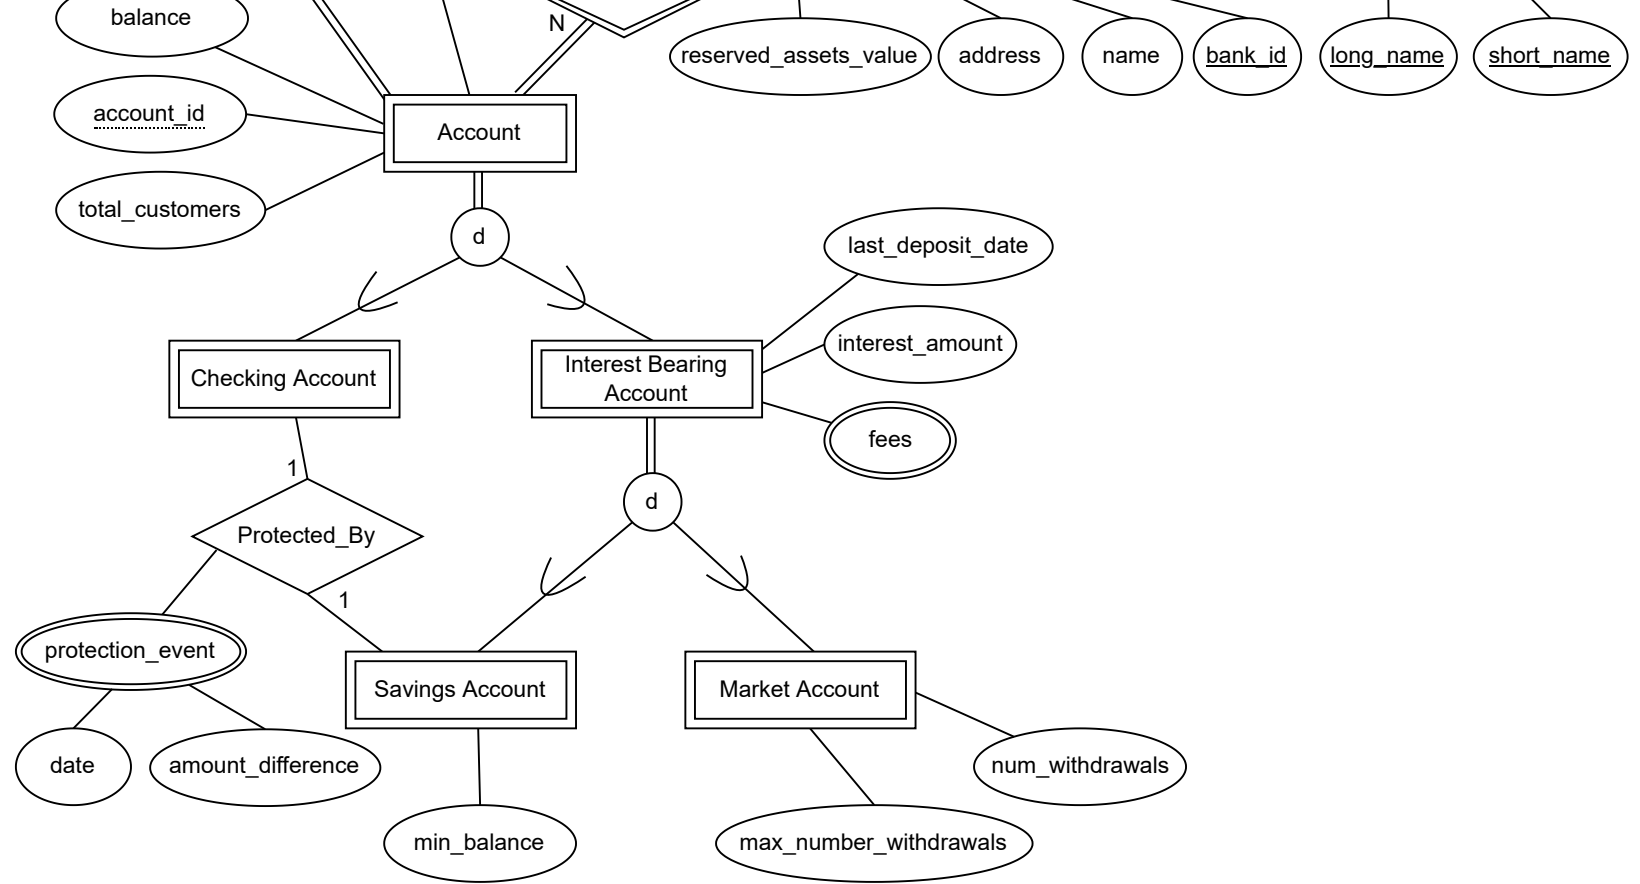 balance
N
reserved_assets_value
address
name
bank_id
long_name
short_name
account_id
Account
total_customers
d
last_deposit_date
interest_amount
Checking Account
Interest Bearing
Account
fees
1
d
Protected_By
1
protection_event
Savings Account
Market Account
date
amount_difference
num_withdrawals
min_balance
max_number_withdrawals